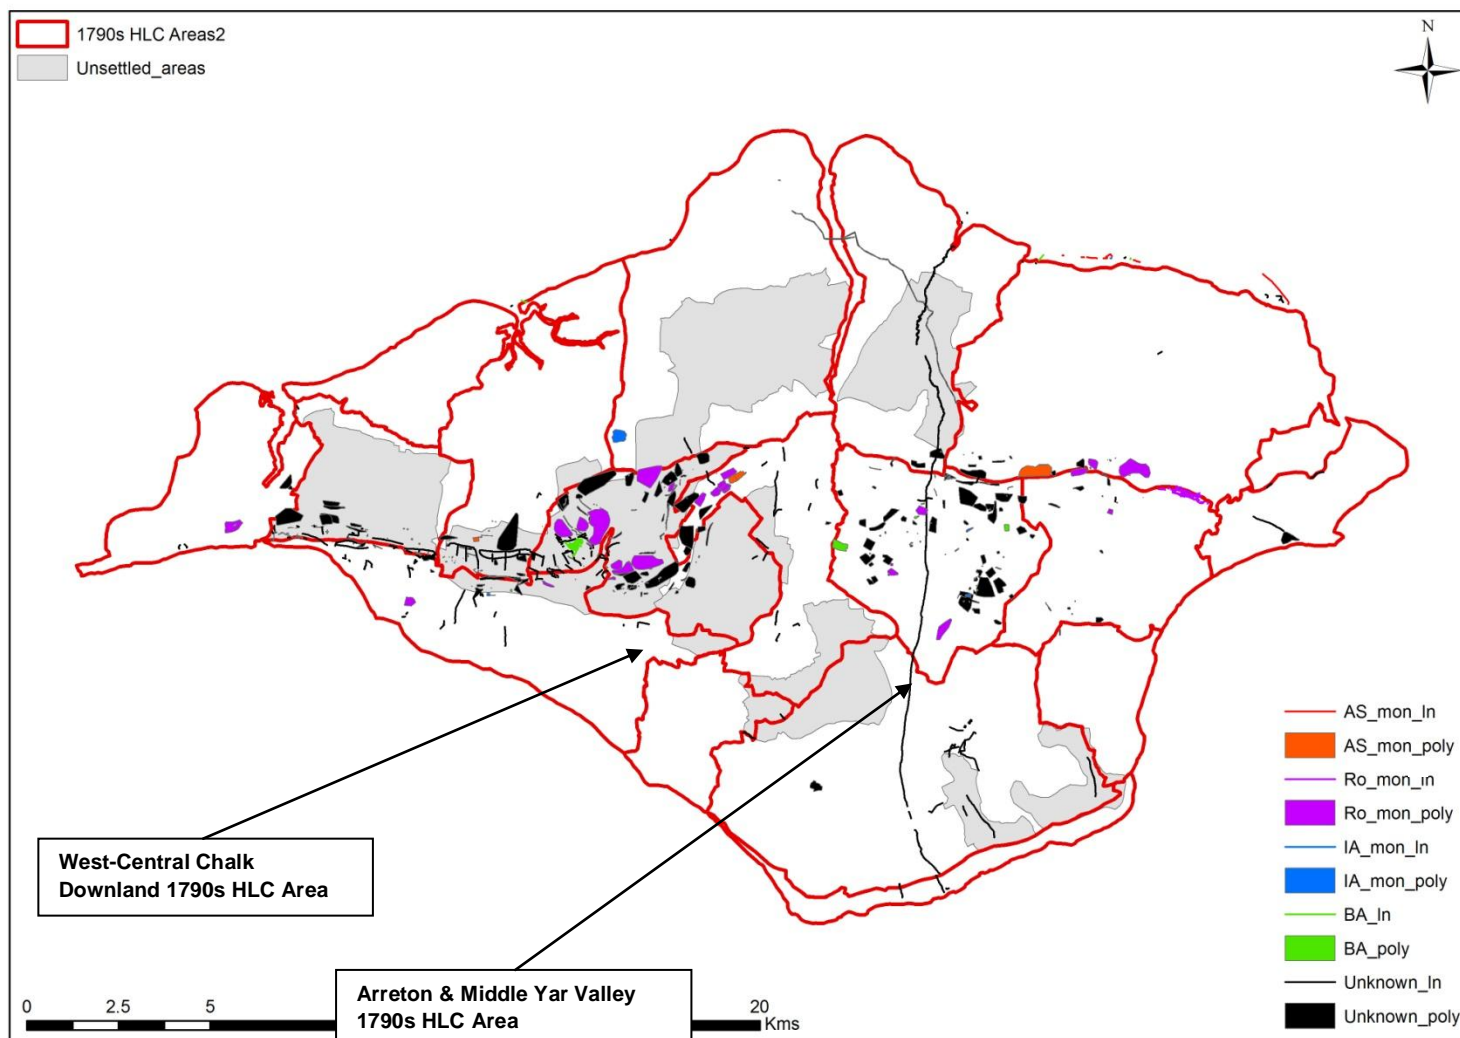 1790s HLC Areas2
Unsettled_areas
N
West-Central Chalk
Downland 1790s HLC Area
Arreton & Middle Yar Valley
1790s HLC Area
0 2.5 5 20
Kms
AS_mon_ln
AS_mon_poly
Ro_mon_ln
Ro_mon_poly
IA_mon_ln
IA_mon_poly
BA_ln
BA_poly
Unknown_ln
Unknown_poly